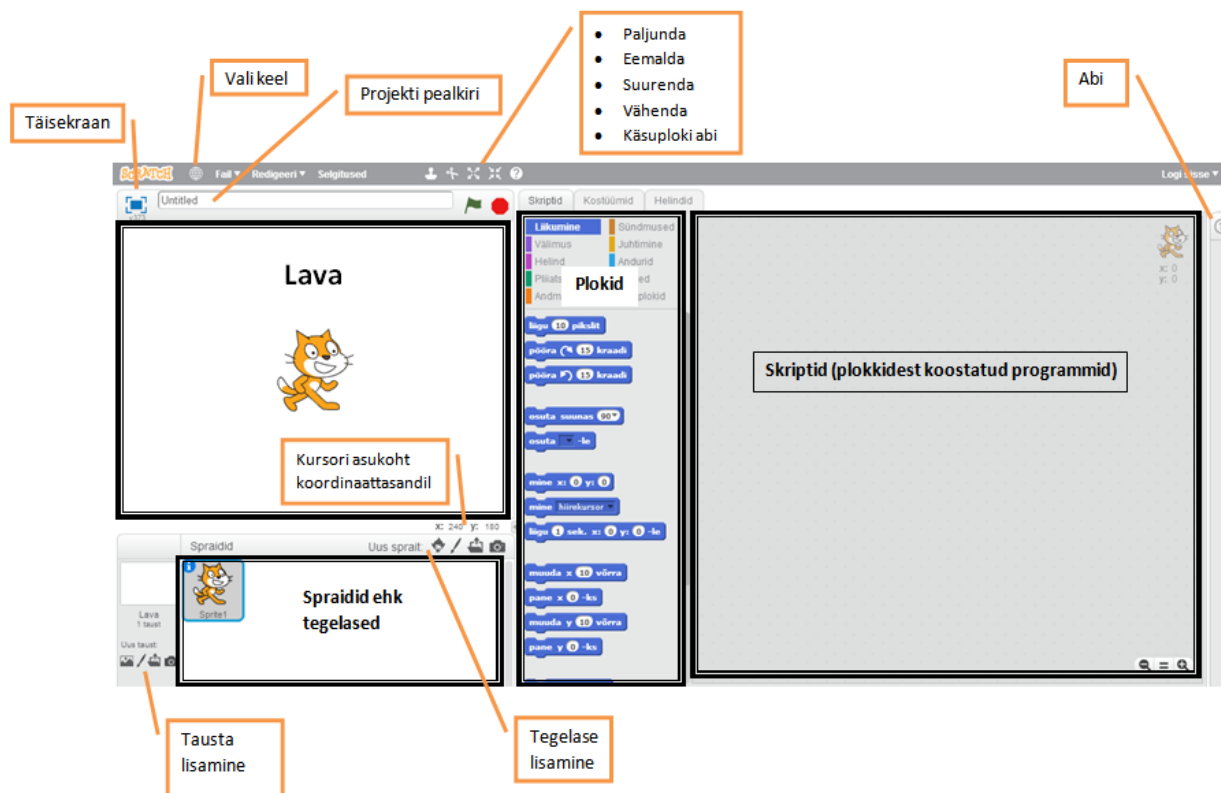 Paljunda
Eemalda
Suurenda
Vähenda
Käsuploki abi
Vali keel
Projekti pealkiri
Abi
Täisekraan
SCRATCH Fail Redigeeri Selgitused Logi sisse
Untitled
Skriptid Kostüümid Helindid
Lava
Liikumine Sündmused
Välimus Juhtimine
Helind Andurid
Plokid
liigu 10 pikslit
pööra 15 kraadi
pööra 15 kraadi
osuta suunas 90
osuta -le
mine x: 0 y: 0
mine hiirekursor
liigu 1 sek. x: 0 y: 0 -le
muuda x 10 võrra
pane x 0 -ks
muuda y 10 võrra
pane y 0 -ks
x: 0
y: 0
Skriptid (plokkidest koostatud programmid)
Kursori asukoht
koordinaattasandil
x: 240 y: 180
Spraidid Uus sprait:
Sprite1
Spraidid ehk
tegelased
Lava
1 taust
Uus taust:
Tausta
lisamine
Tegelase
lisamine